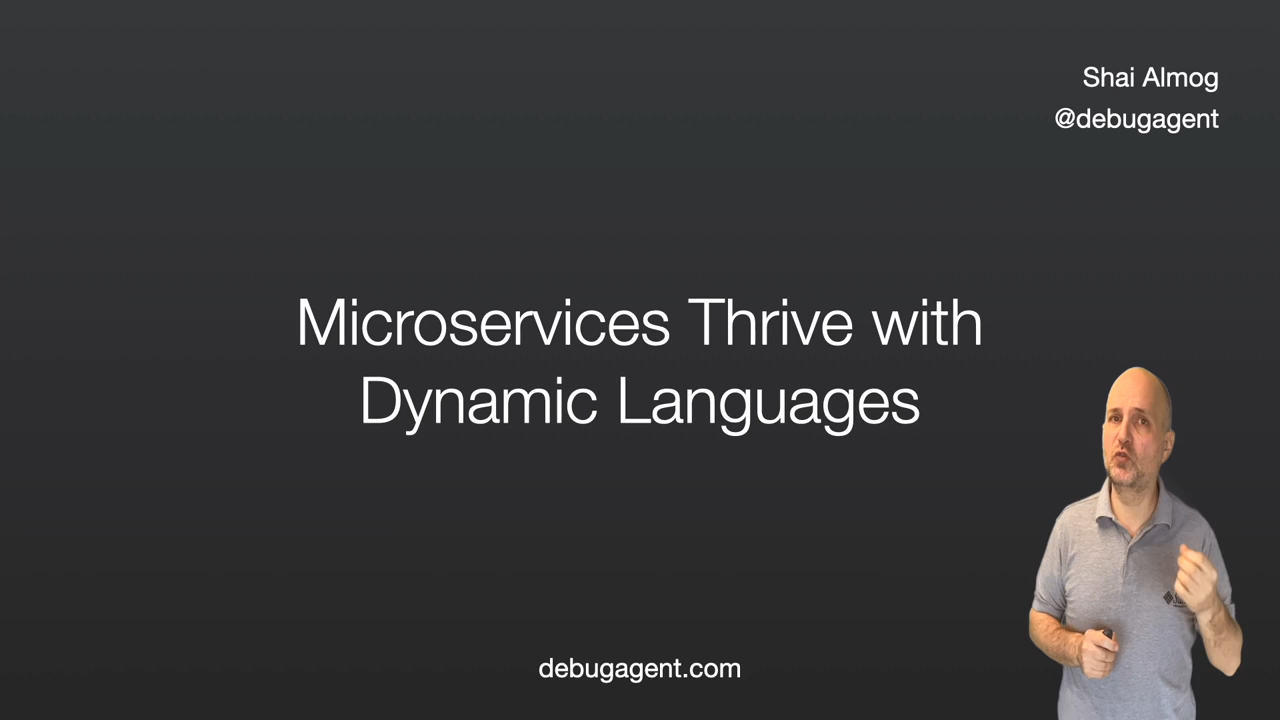 Shai Almog
@debugagent
Microservices Thrive with
Dynamic Languages
debugagent.com